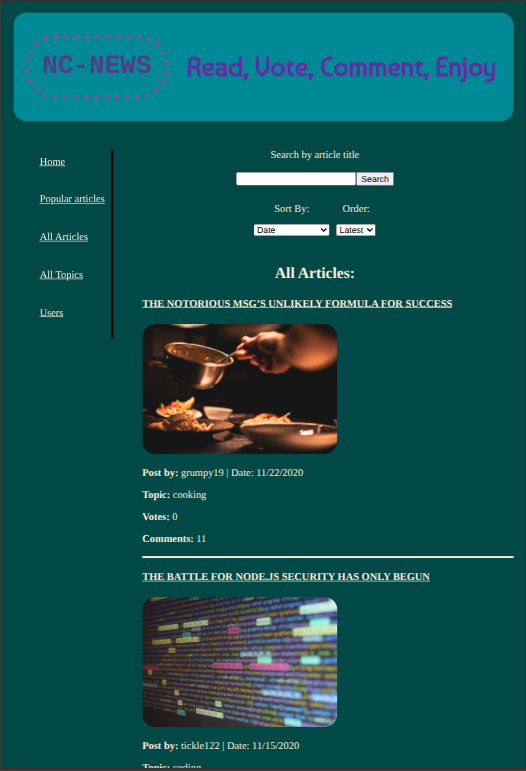 NC-NEWS
Read, Vote, Comment, Enjoy
Home
Popular articles
All Articles
All Topics
Users
Search by article title
Search
Sort By: Order:
Date Latest
All Articles:
THE NOTORIOUS MSG’S UNLIKELY FORMULA FOR SUCCESS
Post by: grumpy19 | Date: 11/22/2020
Topic: cooking
Votes: 0
Comments: 11
THE BATTLE FOR NODE.JS SECURITY HAS ONLY BEGUN
Post by: tickle122 | Date: 11/15/2020
Topic: coding